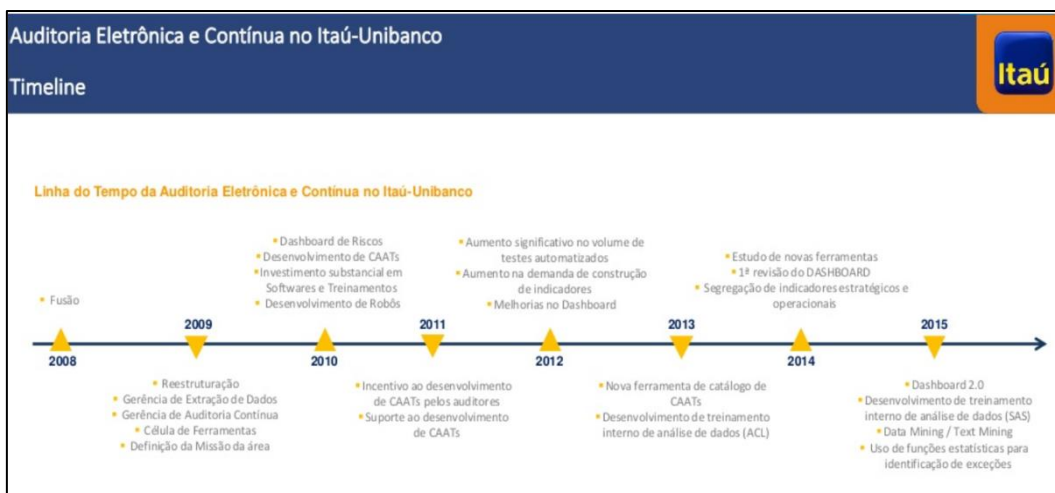 Auditoria Eletrônica e Contínua no Itaú-Unibanco
Timeline
Itaú
Linha do Tempo da Auditoria Eletrônica e Contínua no Itaú-Unibanco
Fusão
2008
2009
Reestruturação
Gerência de Extração de Dados
Gerência de Auditoria Contínua
Célula de Ferramentas
Definição da Missão da área
Dashboard de Riscos
Desenvolvimento de CAATs
Investimento substancial em
Softwares e Treinamentos
Desenvolvimento de Robôs
2010
2011
Incentivo ao desenvolvimento
de CAATs pelos auditores
Suporte ao desenvolvimento
de CAATs
Aumento significativo no volume de
testes automatizados
Aumento na demanda de construção
de indicadores
Melhorias no Dashboard
2012
2013
Nova ferramenta de catálogo de
CAATs
Desenvolvimento de treinamento
interno de análise de dados (ACL)
Estudo de novas ferramentas
1ª revisão do DASHBOARD
Segregação de indicadores estratégicos e
operacionais
2014
2015
Dashboard 2.0
Desenvolvimento de treinamento
interno de análise de dados (SAS)
Data Mining / Text Mining
Uso de funções estatísticas para
identificação de exceções